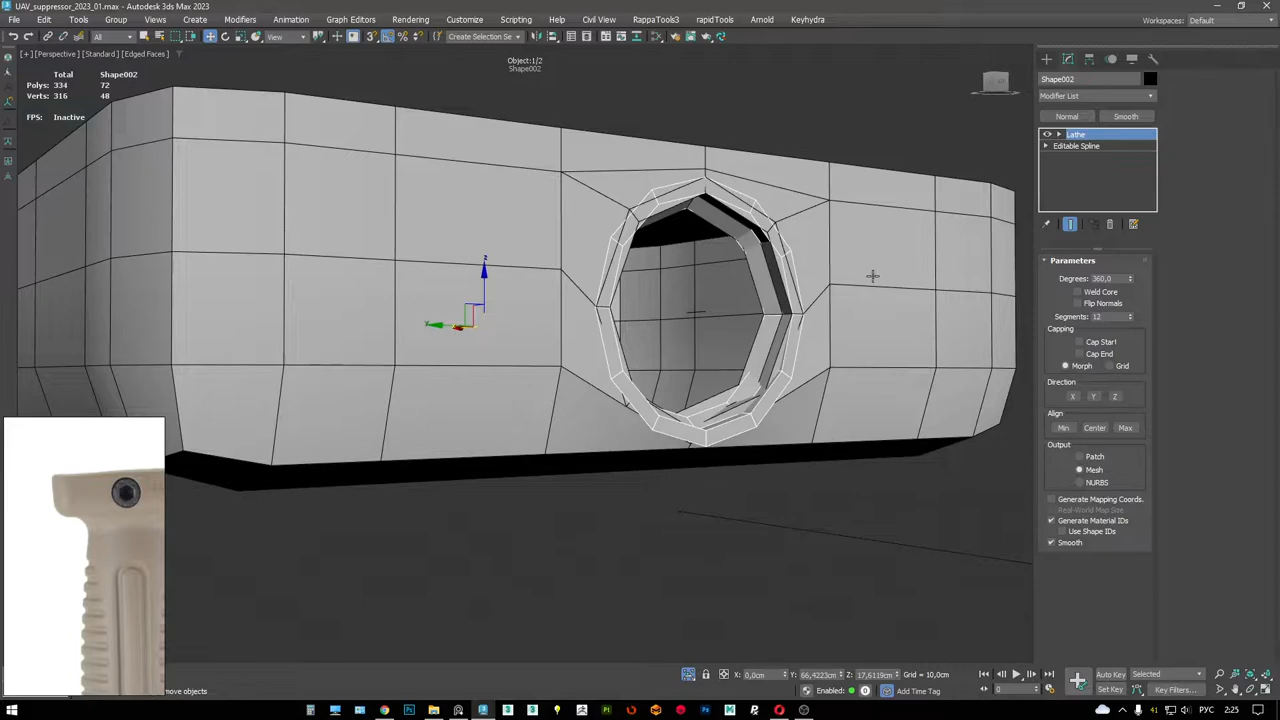 UAV_suppressor_2023_01.max - Autodesk 3ds Max 2023
File Edit Tools Group Views Create Modifiers Animation Graph Editors Rendering Customize Scripting Help Civil View RappaTools3 rapidTools Arnold Keyhydra
Workspaces: Default
All View Create Selection Se
[+] [Perspective] [Standard] [Edged Faces]
Object:1/2
Shape002
Total Shape002
Polys: 334 72
Verts: 316 48
FPS: Inactive
Shape002
Modifier List
Normal Smooth
Lathe
Editable Spline
Parameters
Degrees: 360,0
Weld Core
Flip Normals
Segments: 12
Capping
Cap Start
Cap End
Morph Grid
Direction
X Y Z
Align
Min Center Max
Output
Patch
Mesh
NURBS
Generate Mapping Coords.
Real-World Map Size
Generate Material IDs
Use Shape IDs
Smooth
z
Y
move objects
X: 0,0cm Y: 66,4223cm Z: 17,6119cm Grid = 10,0cm
Enabled: Add Time Tag
0
Auto Key Selected
Set Key Key Filters...
РУС 2:25